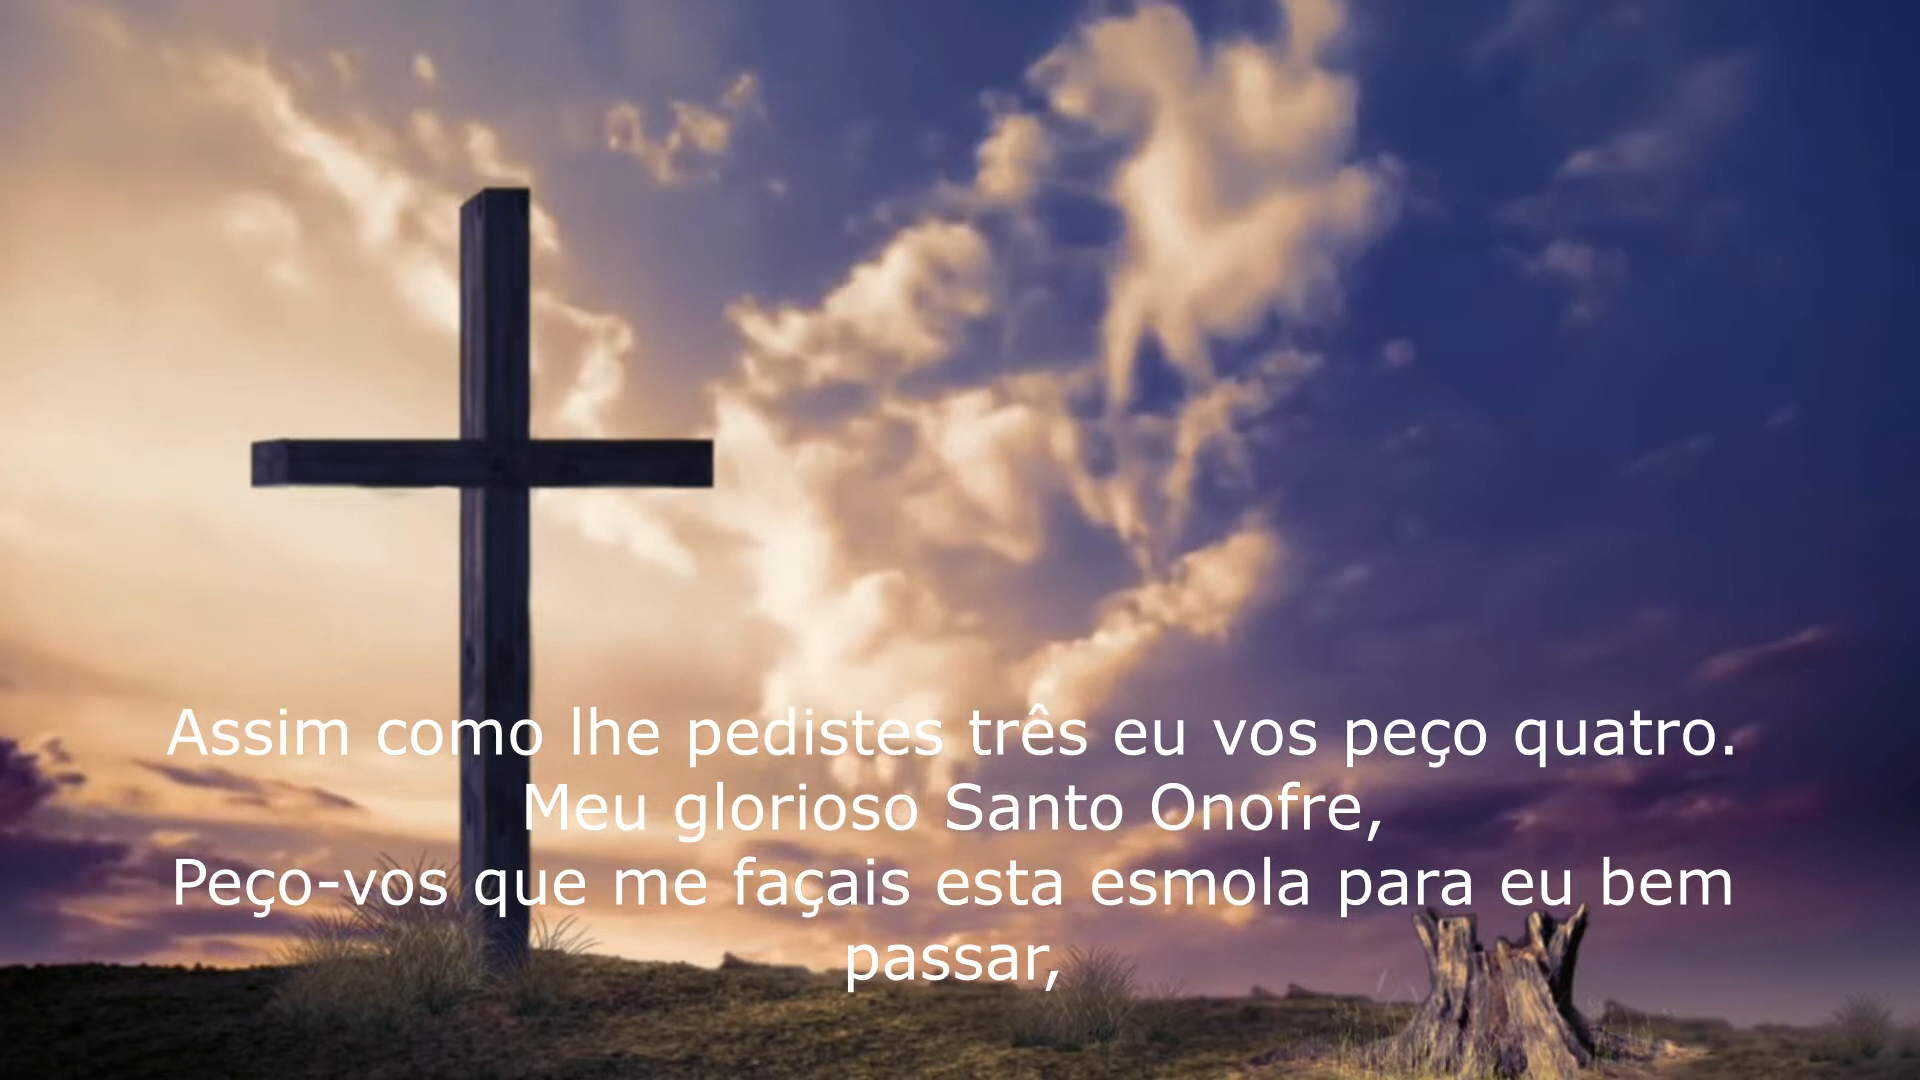 Assim como lhe pedistes três eu vos peço quatro.
Meu glorioso Santo Onofre,
Peço-vos que me façais esta esmola para eu bem
passar,